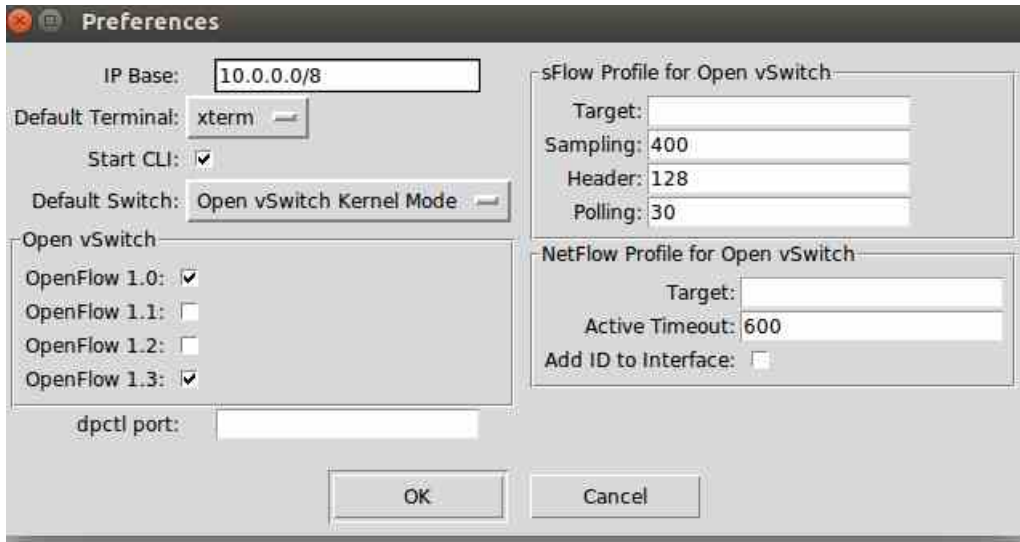 Preferences
IP Base: 10.0.0.0/8
Default Terminal: xterm
Start CLI:
Default Switch: Open vSwitch Kernel Mode
Open vSwitch
OpenFlow 1.0:
OpenFlow 1.1:
OpenFlow 1.2:
OpenFlow 1.3:
dpctl port:
sFlow Profile for Open vSwitch
Target:
Sampling: 400
Header: 128
Polling: 30
NetFlow Profile for Open vSwitch
Target:
Active Timeout: 600
Add ID to Interface:
OK
Cancel